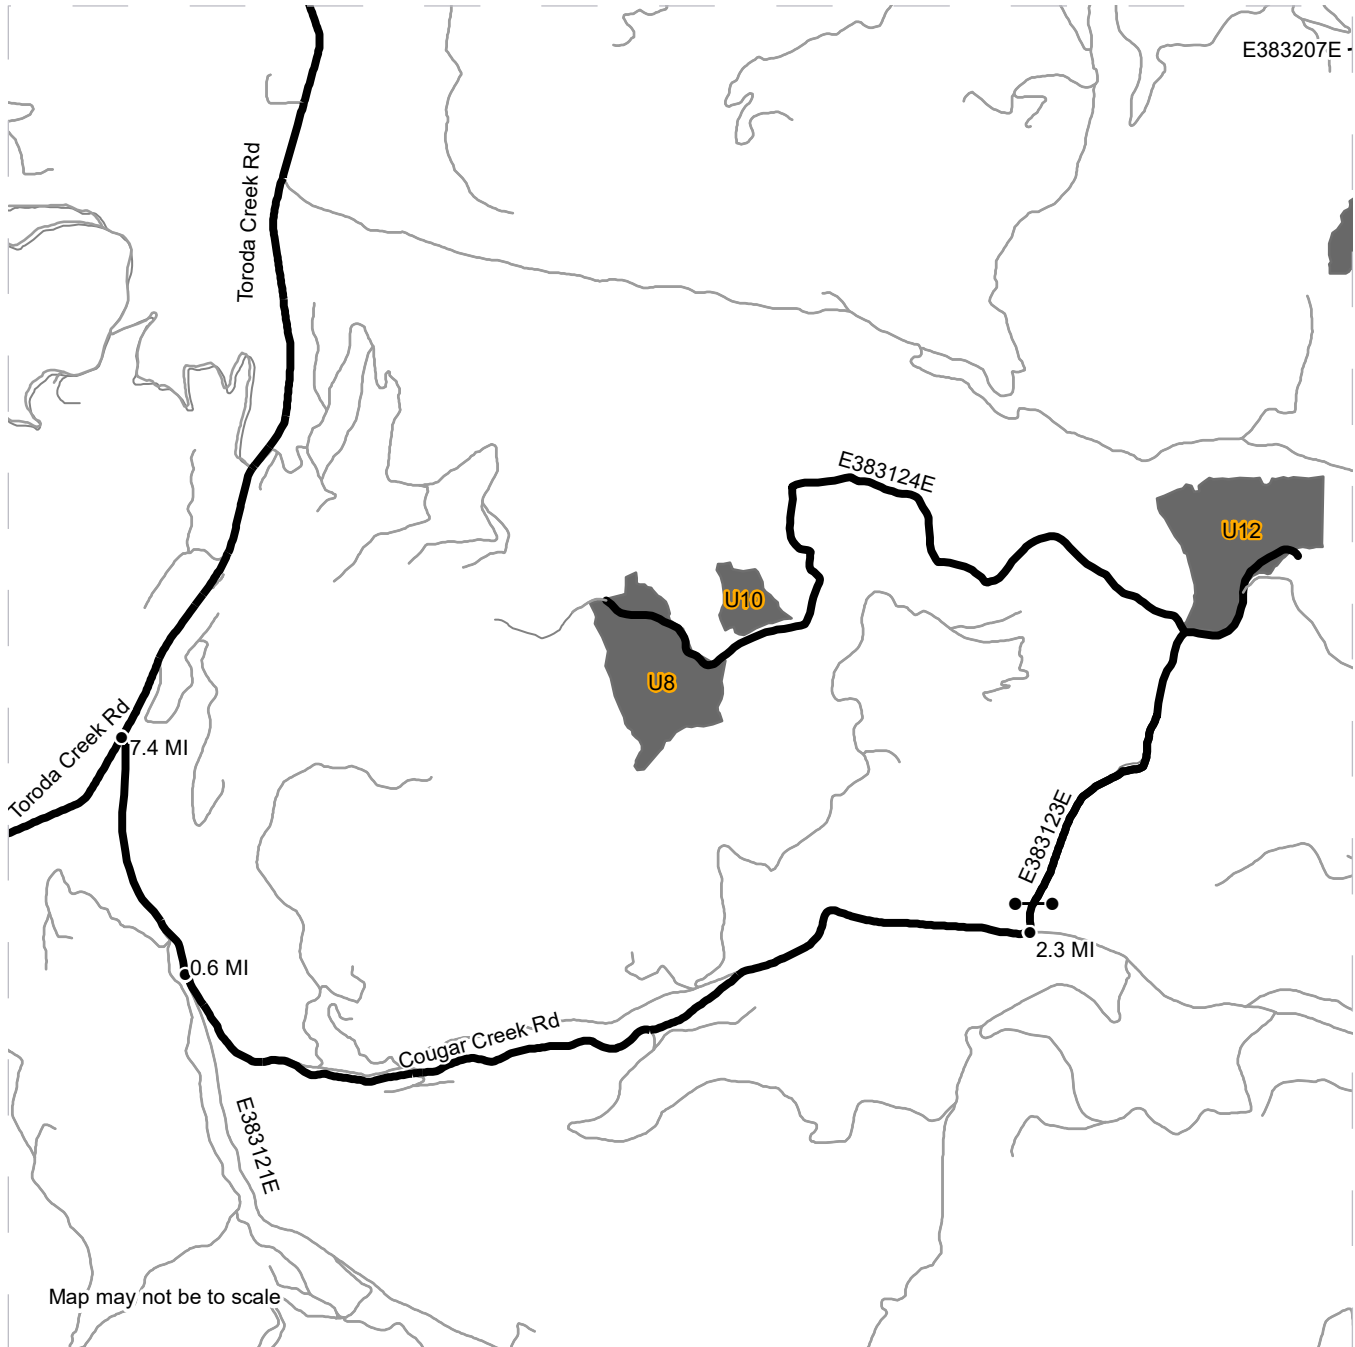 E383207E
Toroda Creek Rd
E383124E
U12
U10
U8
Toroda Creek Rd
7.4 MI
E383123E
2.3 MI
0.6 MI
Cougar Creek Rd
E383121E
Map may not be to scale